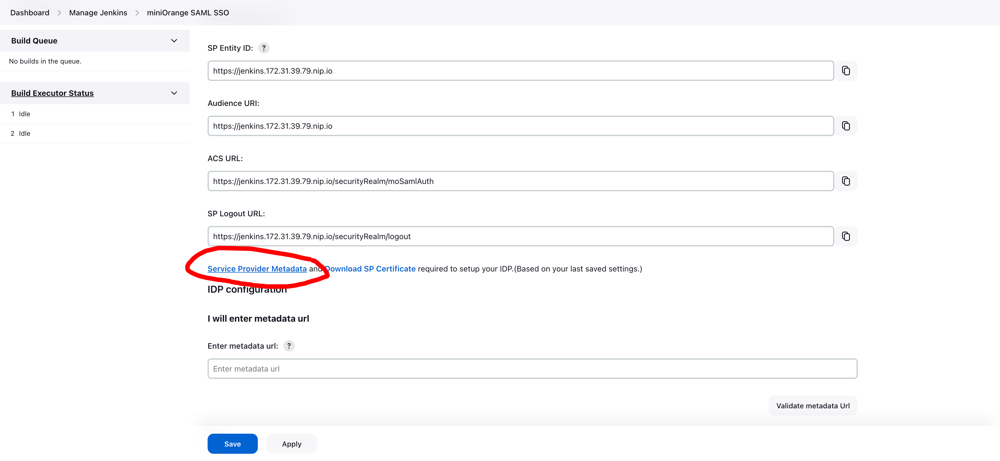 Dashboard > Manage Jenkins > miniOrange SAML SSO
Build Queue
No builds in the queue.
Build Executor Status
1 Idle
2 Idle
SP Entity ID: ?
https://jenkins.172.31.39.79.nip.io
Audience URI:
https://jenkins.172.31.39.79.nip.io
ACS URL:
https://jenkins.172.31.39.79.nip.io/securityRealm/moSamlAuth
SP Logout URL:
https://jenkins.172.31.39.79.nip.io/securityRealm/logout
Service Provider Metadata and Download SP Certificate required to setup your IDP.(Based on your last saved settings.)
IDP configuration
I will enter metadata url
Enter metadata url: ?
Enter metadata url
Validate metadata Url
Save Apply